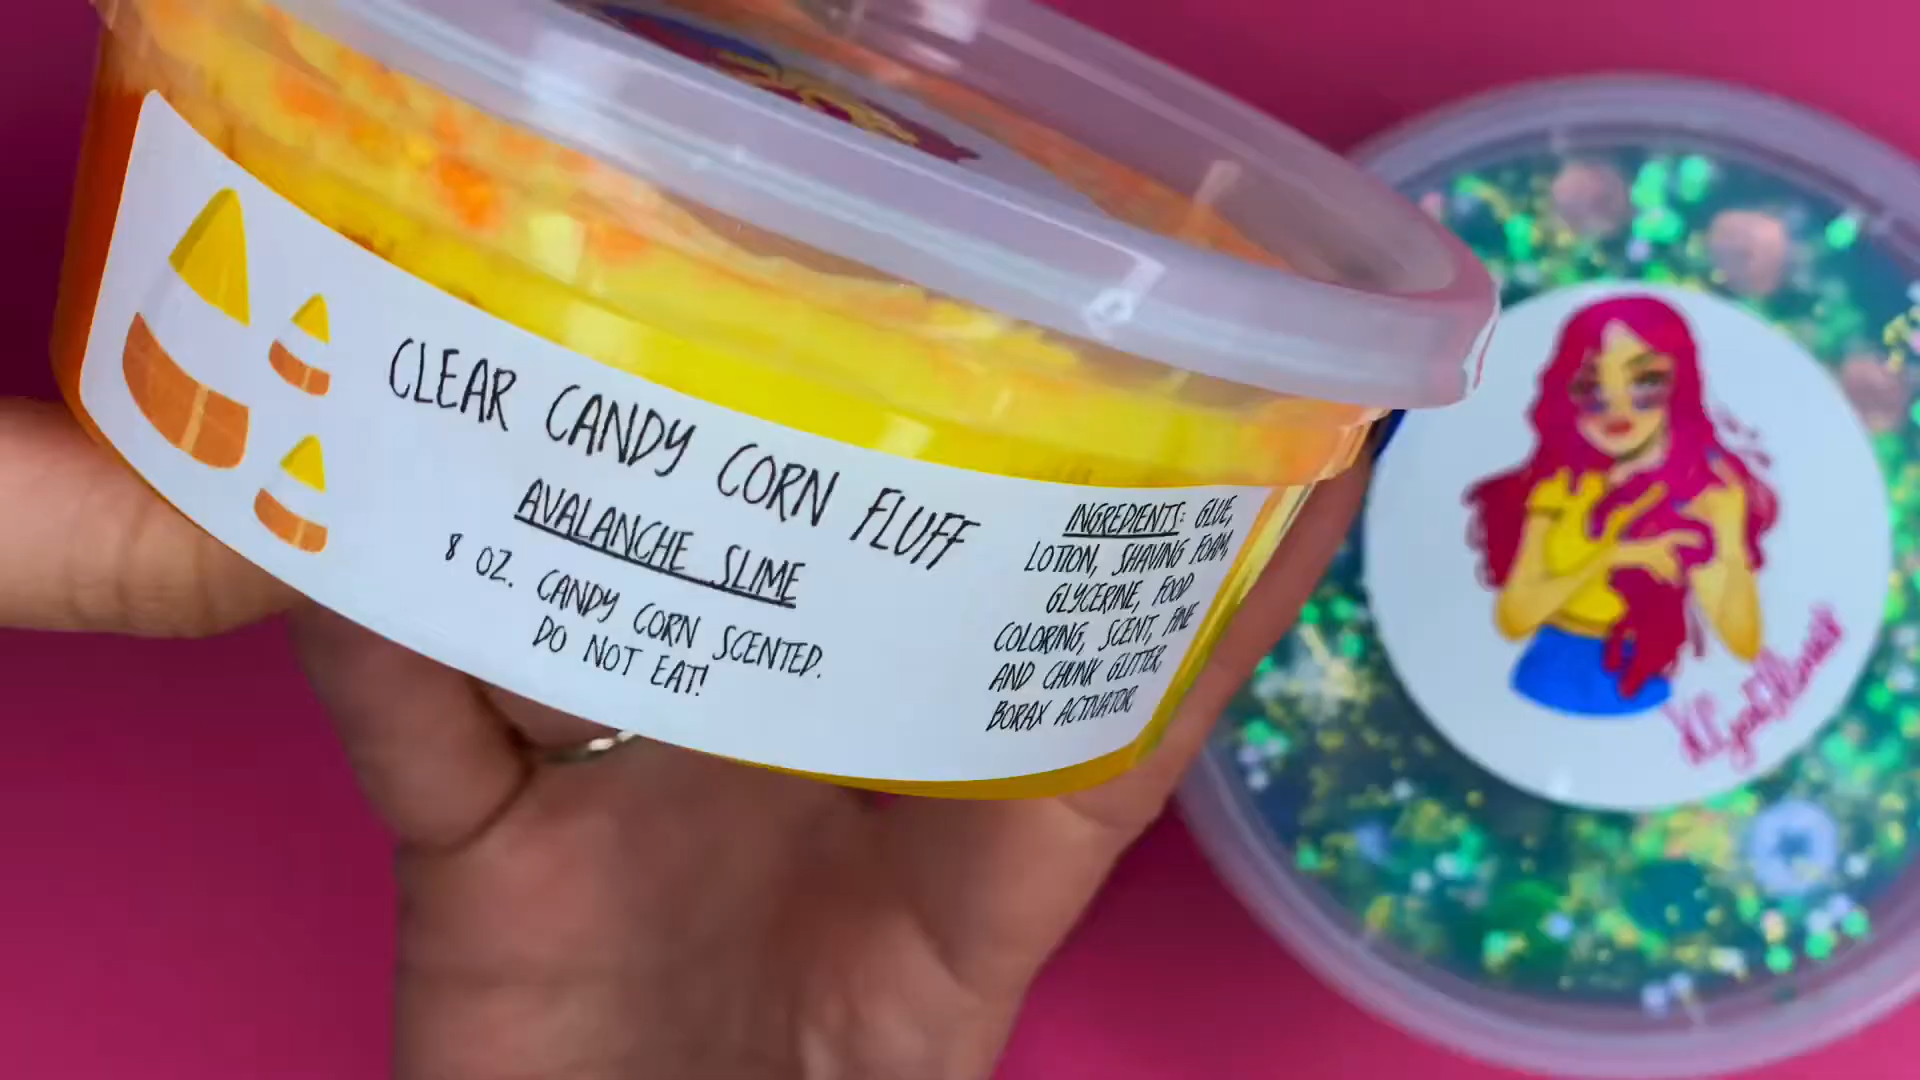 CLEAR CANDY CORN FLUFF
AVALANCHE SLIME
8 OZ. CANDY CORN SCENTED.
DO NOT EAT!
INGREDIENTS: GLUE,
LOTION, SHAVING FOAM,
GLYCERINE, FOOD
COLORING, SCENT, FINE
AND CHUNK GLITTER,
BORAX ACTIVATOR